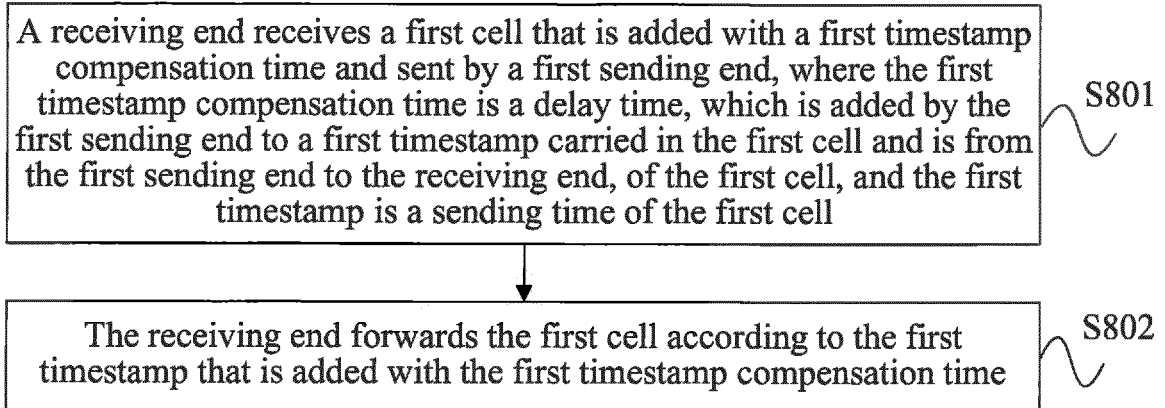 A receiving end receives a first cell that is added with a first timestamp
compensation time and sent by a first sending end, where the first
timestamp compensation time is a delay time, which is added by the
first sending end to a first timestamp carried in the first cell and is from
the first sending end to the receiving end, of the first cell, and the first
timestamp is a sending time of the first cell
S801
The receiving end forwards the first cell according to the first
timestamp that is added with the first timestamp compensation time
S802